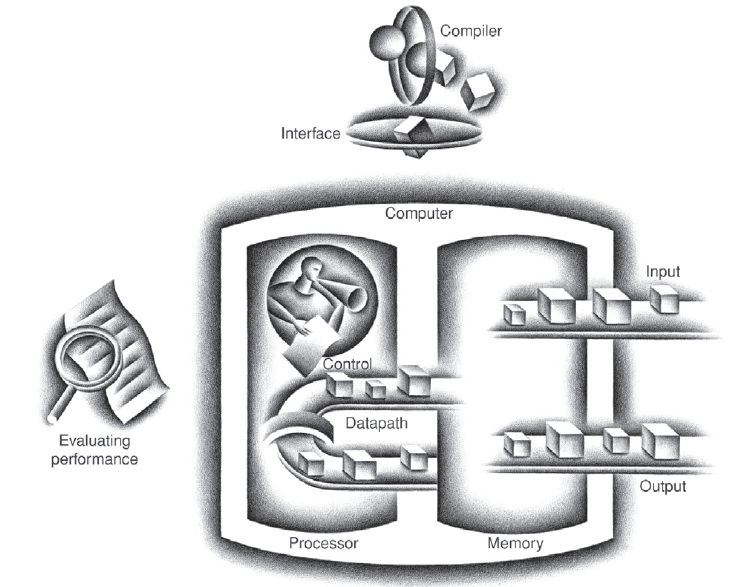 Compiler
Interface
Computer
Input
Control
Datapath
Evaluating
performance
Output
Processor
Memory